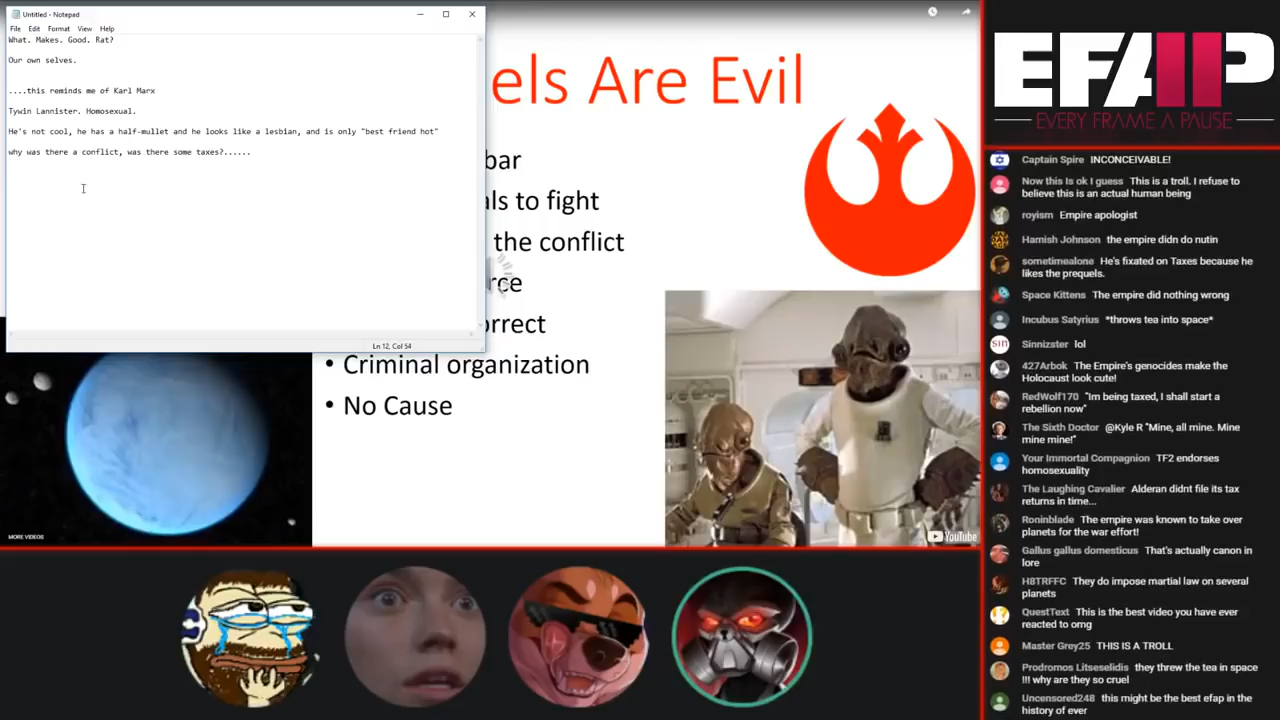 Untitled - Notepad
File Edit Format View Help
What. Makes. Good. Rat?
Our own selves.
....this reminds me of Karl Marx
Tywin Lannister. Homosexual.
He's not cool, he has a half-mullet and he looks like a lesbian, and is only "best friend hot"
why was there a conflict, was there some taxes?......
Ln 12, Col 54
els Are Evil
bar
als to fight
the conflict
rce
orrect
• Criminal organization
• No Cause
MORE VIDEOS
YouTube
EFAP
EVERY FRAME A PAUSE
Captain Spire INCONCEIVABLE!
Now this Is ok I guess This is a troll. I refuse to
believe this is an actual human being
royism Empire apologist
Hamish Johnson the empire didn do nutin
sometimealone He's fixated on Taxes because he
likes the prequels.
Space Kittens The empire did nothing wrong
Incubus Satyrius *throws tea into space*
Sinnizster lol
427Arbok The Empire's genocides make the
Holocaust look cute!
RedWolf170 "Im being taxed, I shall start a
rebellion now"
The Sixth Doctor @Kyle R "Mine, all mine. Mine
mine mine!"
Your Immortal Compagnion TF2 endorses
homosexuality
The Laughing Cavalier Alderan didnt file its tax
returns in time...
Roninblade The empire was known to take over
planets for the war effort!
Gallus gallus domesticus That's actually canon in
lore
H8TRFFC They do impose martial law on several
planets
QuestText This is the best video you have ever
reacted to omg
Master Grey25 THIS IS A TROLL
Prodromos Litseselidis they threw the tea in space
!!! why are they so cruel
Uncensored248 this might be the best efap in the
history of ever